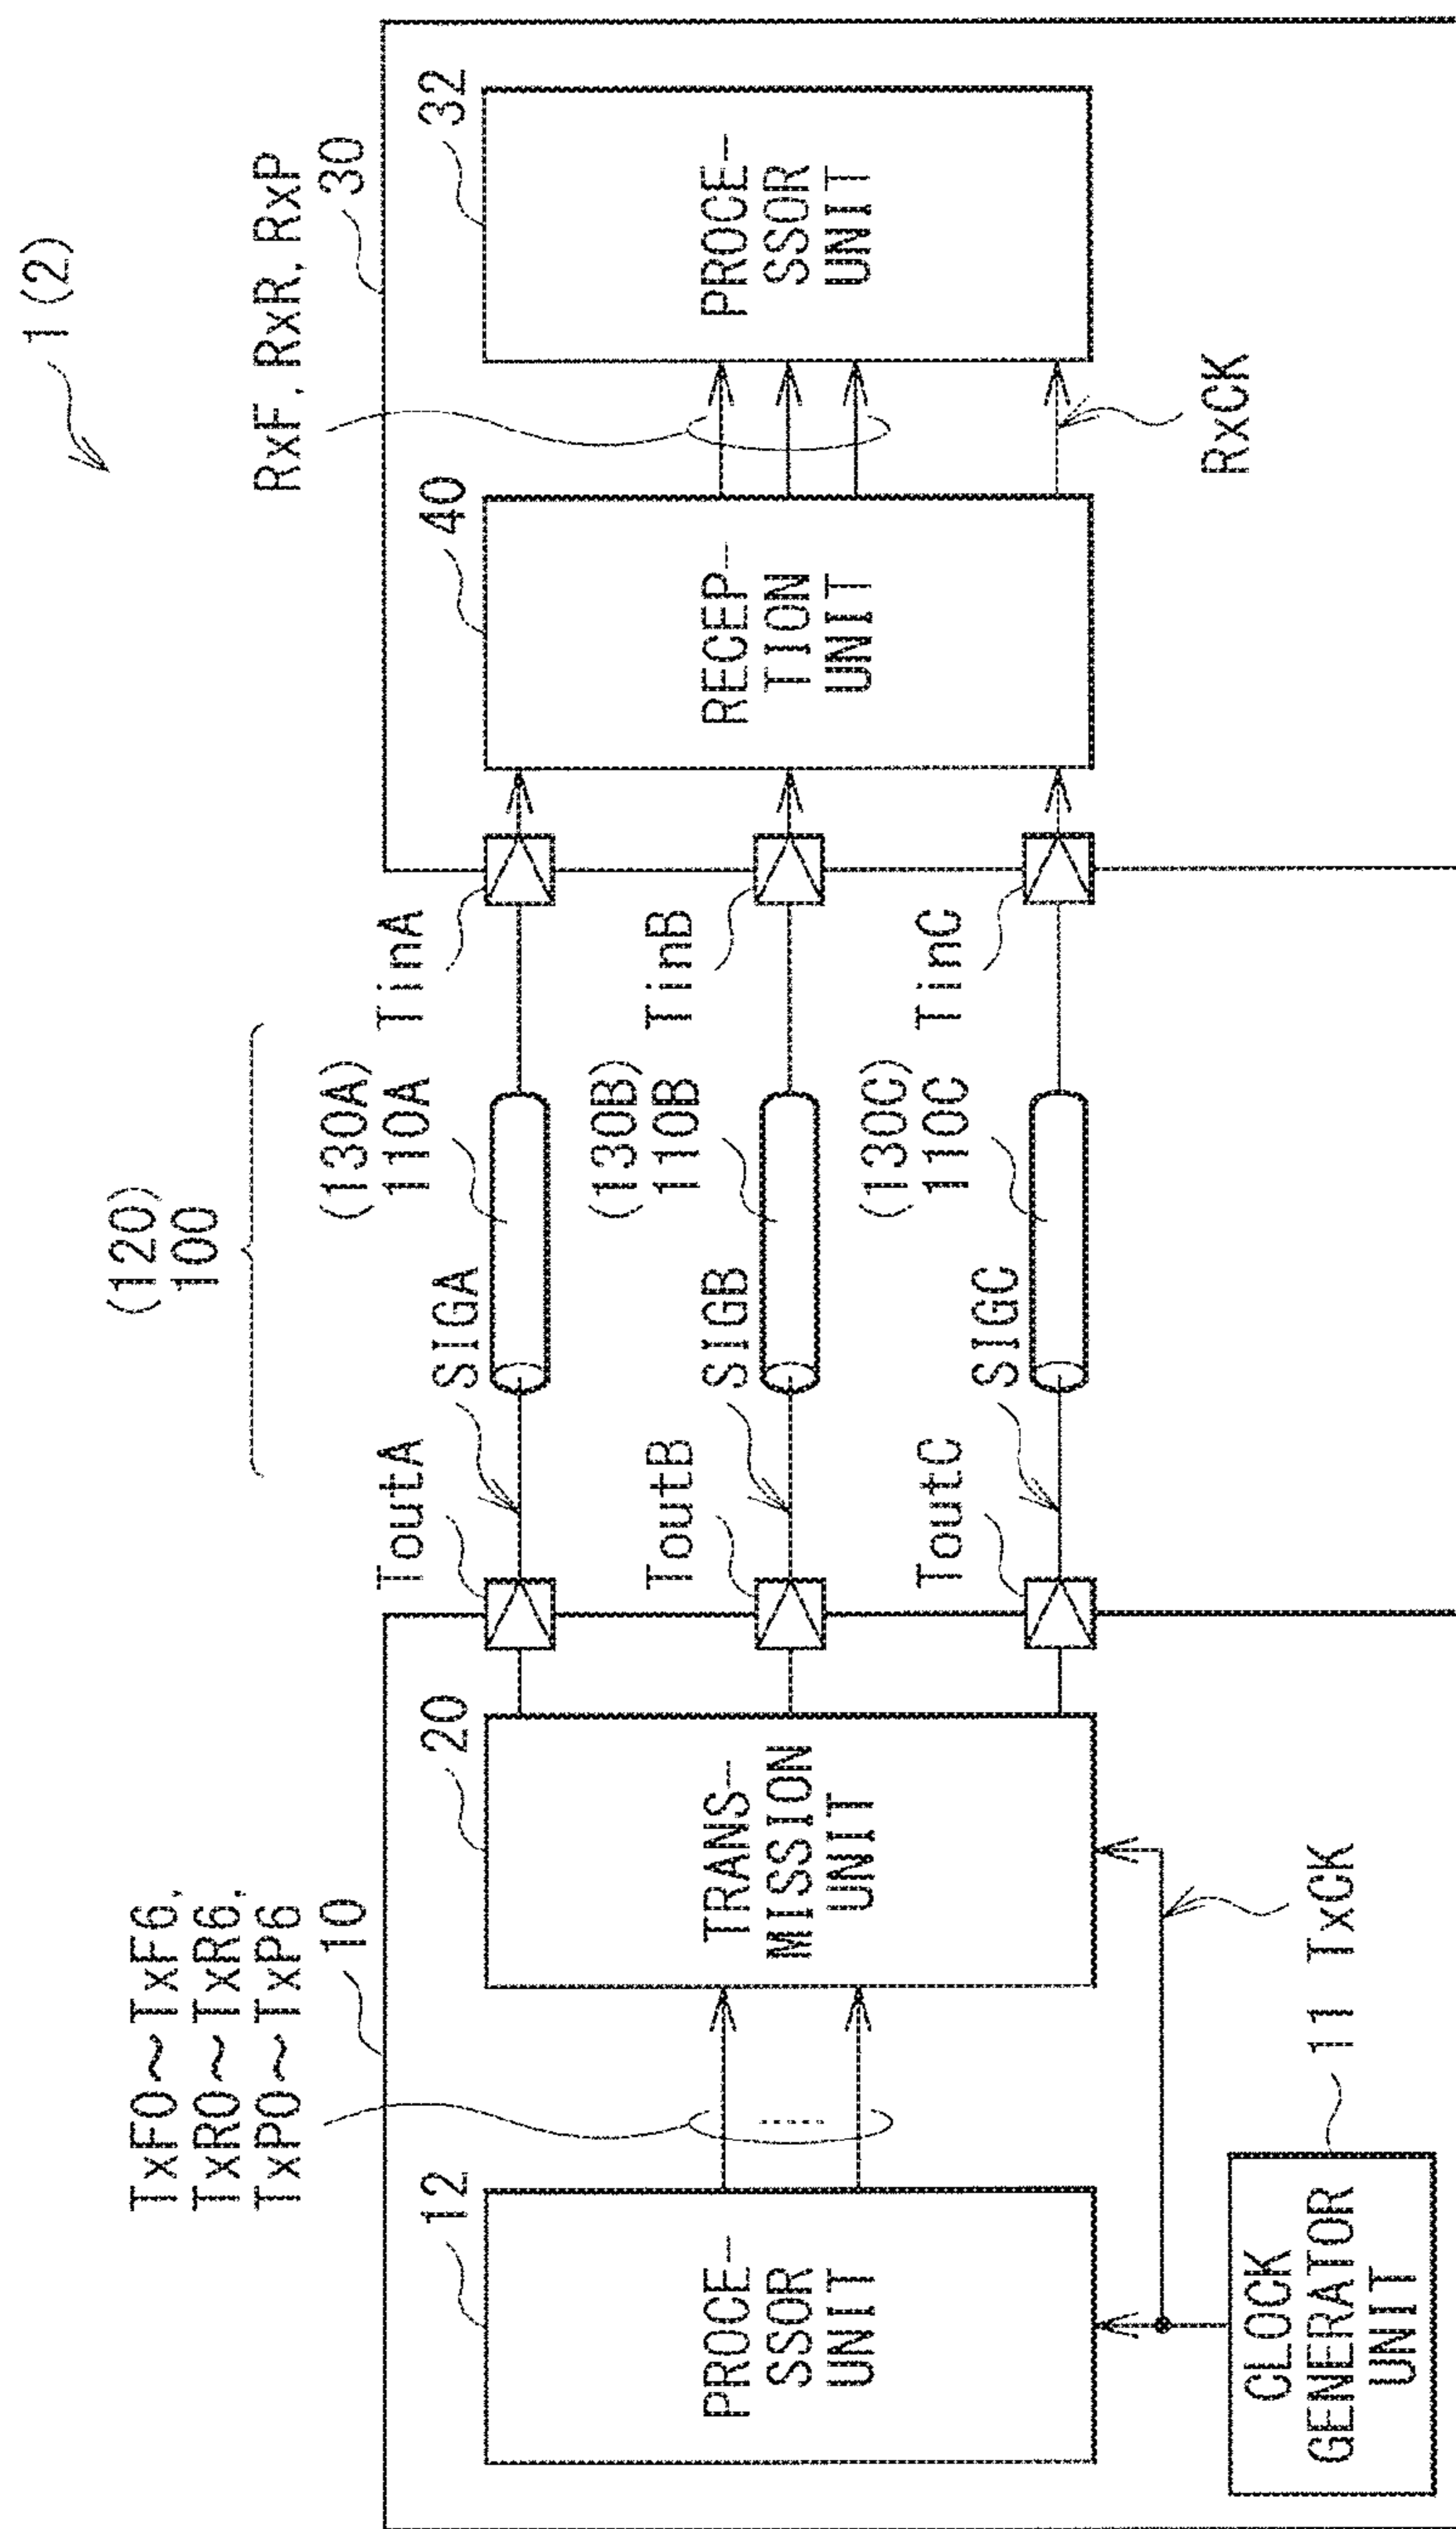 1(2)
(120)
100
TxF0~TxF6,
TxR0~TxR6,
TxP0~TxP6
10
RxF, RxR, RxP
30
12
PROCE-
SSOR
UNIT
20
TRANS-
MISSION
UNIT
ToutA
SIGA
(130A)
110A
TinA
ToutB
SIGB
(130B)
110B
TinB
ToutC
SIGC
(130C)
110C
TinC
40
RECEP-
TION
UNIT
32
PROCE-
SSOR
UNIT
RxCK
CLOCK
GENERATOR
UNIT
11
TxCK